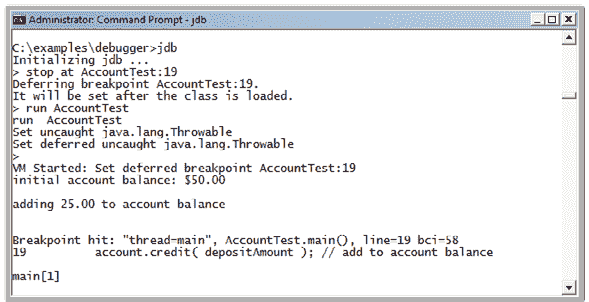 Administrator: Command Prompt - jdb
C:\examples\debugger>jdb
Initializing jdb ...
> stop at AccountTest:19
Deferring breakpoint AccountTest:19.
It will be set after the class is loaded.
> run AccountTest
run  AccountTest
Set uncaught java.lang.Throwable
Set deferred uncaught java.lang.Throwable
>
VM Started: Set deferred breakpoint AccountTest:19
initial account balance: $50.00
adding 25.00 to account balance
Breakpoint hit: "thread=main", AccountTest.main(), line=19 bci=58
19          account.credit( depositAmount ); // add to account balance
main[1]